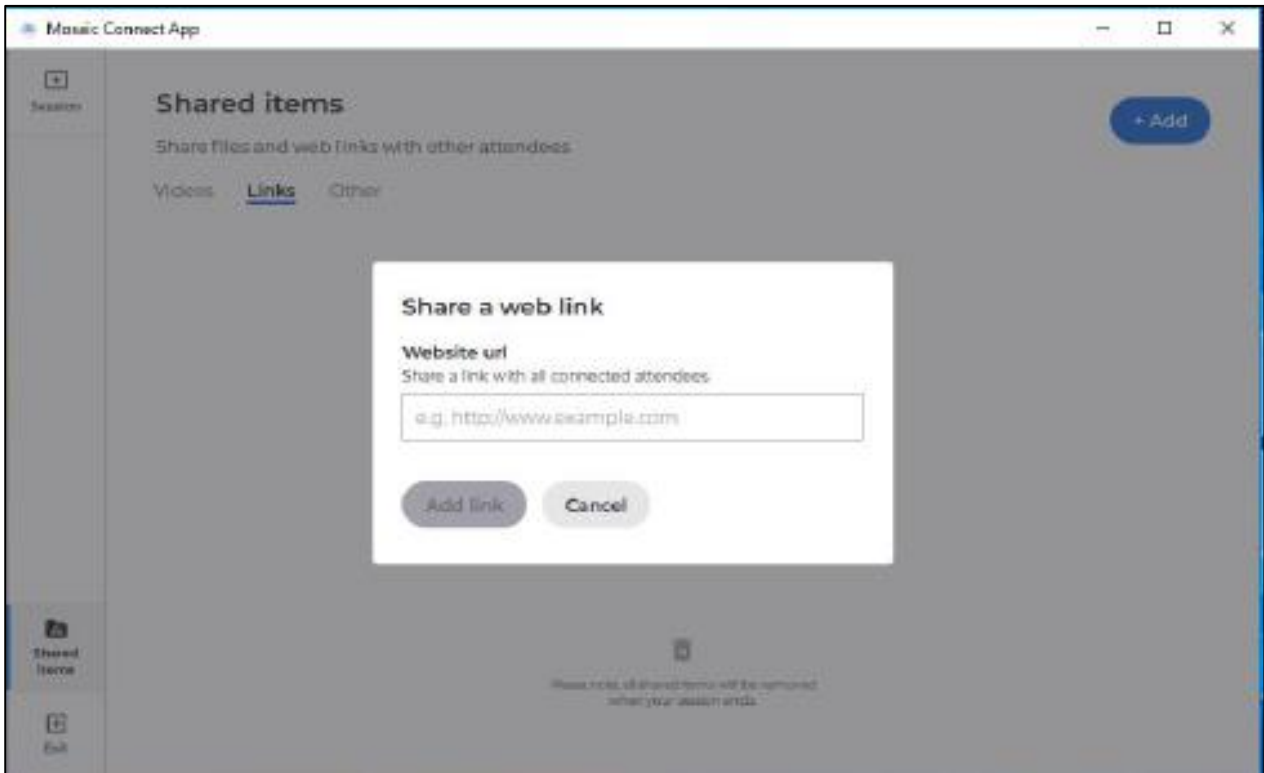 Mosaic Connect App
Session
Shared items
+ Add
Share files and web links with other attendees
Videos Links Other
Share a web link
Website url
Share a link with all connected attendees
e.g. http://www.example.com
Add link Cancel
Shared
items
Please note, all shared items will be removed
when your session ends.
Exit